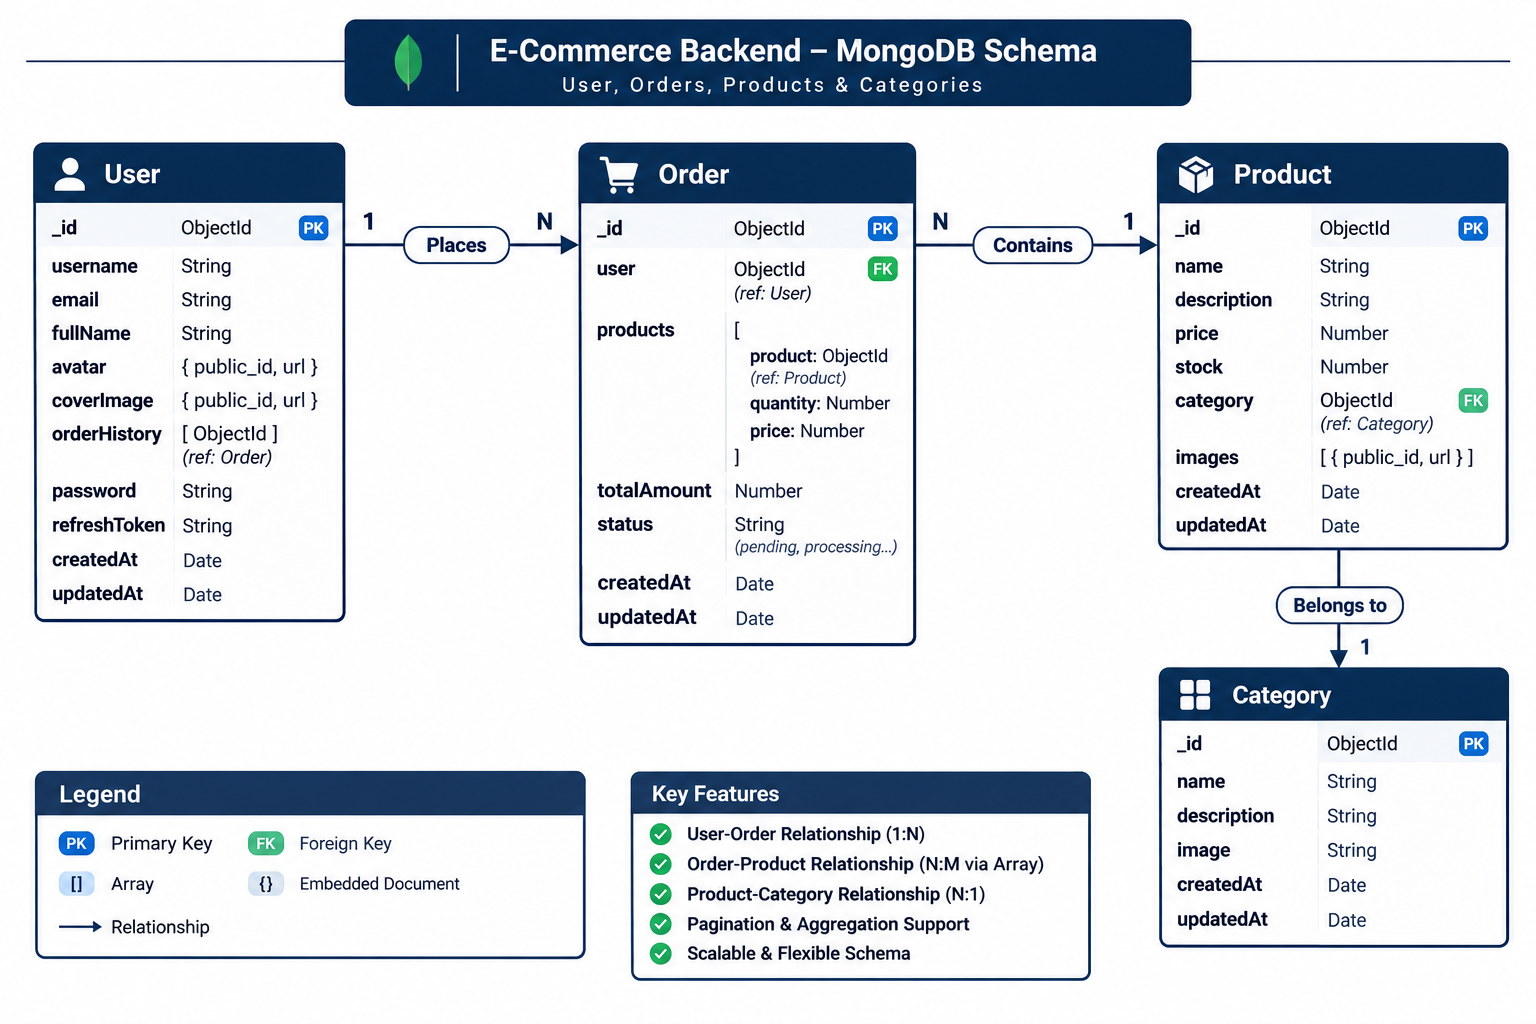 E-Commerce Backend – MongoDB Schema
User, Orders, Products & Categories
User
_id ObjectId PK
username String
email String
fullName String
avatar { public_id, url }
coverImage { public_id, url }
orderHistory [ ObjectId ]
(ref: Order)
password String
refreshToken String
createdAt Date
updatedAt Date
1
Places
N
Order
_id ObjectId PK
user ObjectId FK
(ref: User)
products [
product: ObjectId
(ref: Product)
quantity: Number
price: Number
]
totalAmount Number
status String
(pending, processing...)
createdAt Date
updatedAt Date
N
Contains
1
Product
_id ObjectId PK
name String
description String
price Number
stock Number
category ObjectId FK
(ref: Category)
images [ { public_id, url } ]
createdAt Date
updatedAt Date
Belongs to
1
Category
_id ObjectId PK
name String
description String
image String
createdAt Date
updatedAt Date
Legend
PK Primary Key FK Foreign Key
[] Array {} Embedded Document
Relationship
Key Features
User-Order Relationship (1:N)
Order-Product Relationship (N:M via Array)
Product-Category Relationship (N:1)
Pagination & Aggregation Support
Scalable & Flexible Schema